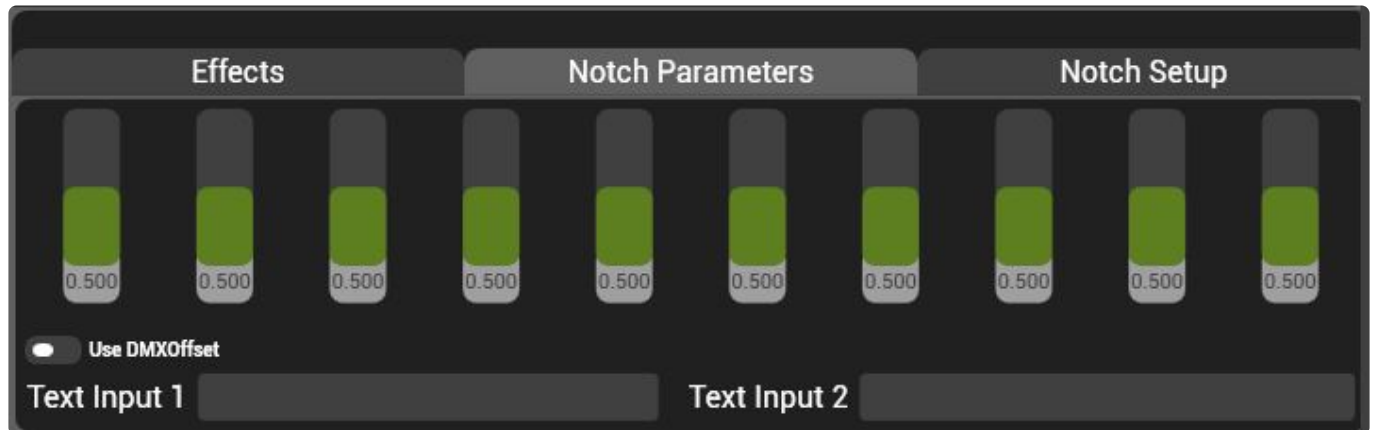 Effects Notch Parameters Notch Setup
0.500 0.500 0.500 0.500 0.500 0.500 0.500 0.500 0.500 0.500
Use DMXOffset
Text Input 1 Text Input 2